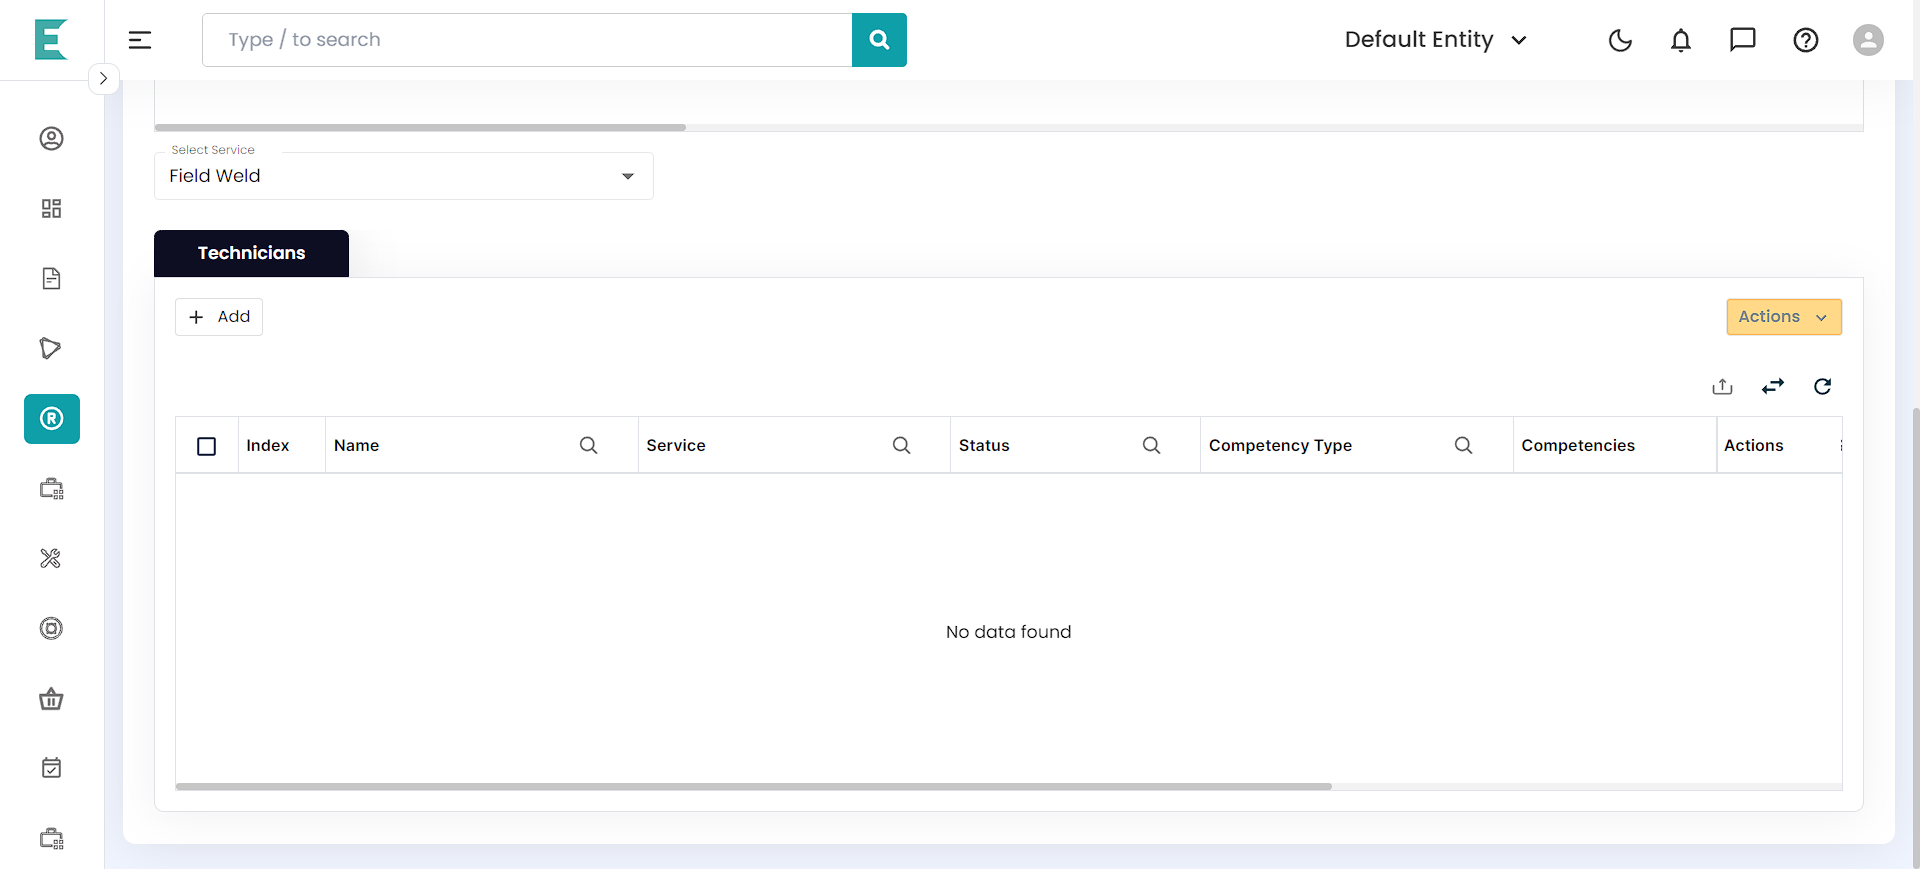 Type / to search
Default Entity
Select Service
Field Weld
Technicians
Add
Actions
Index
Name
Service
Status
Competency Type
Competencies
Actions
No data found